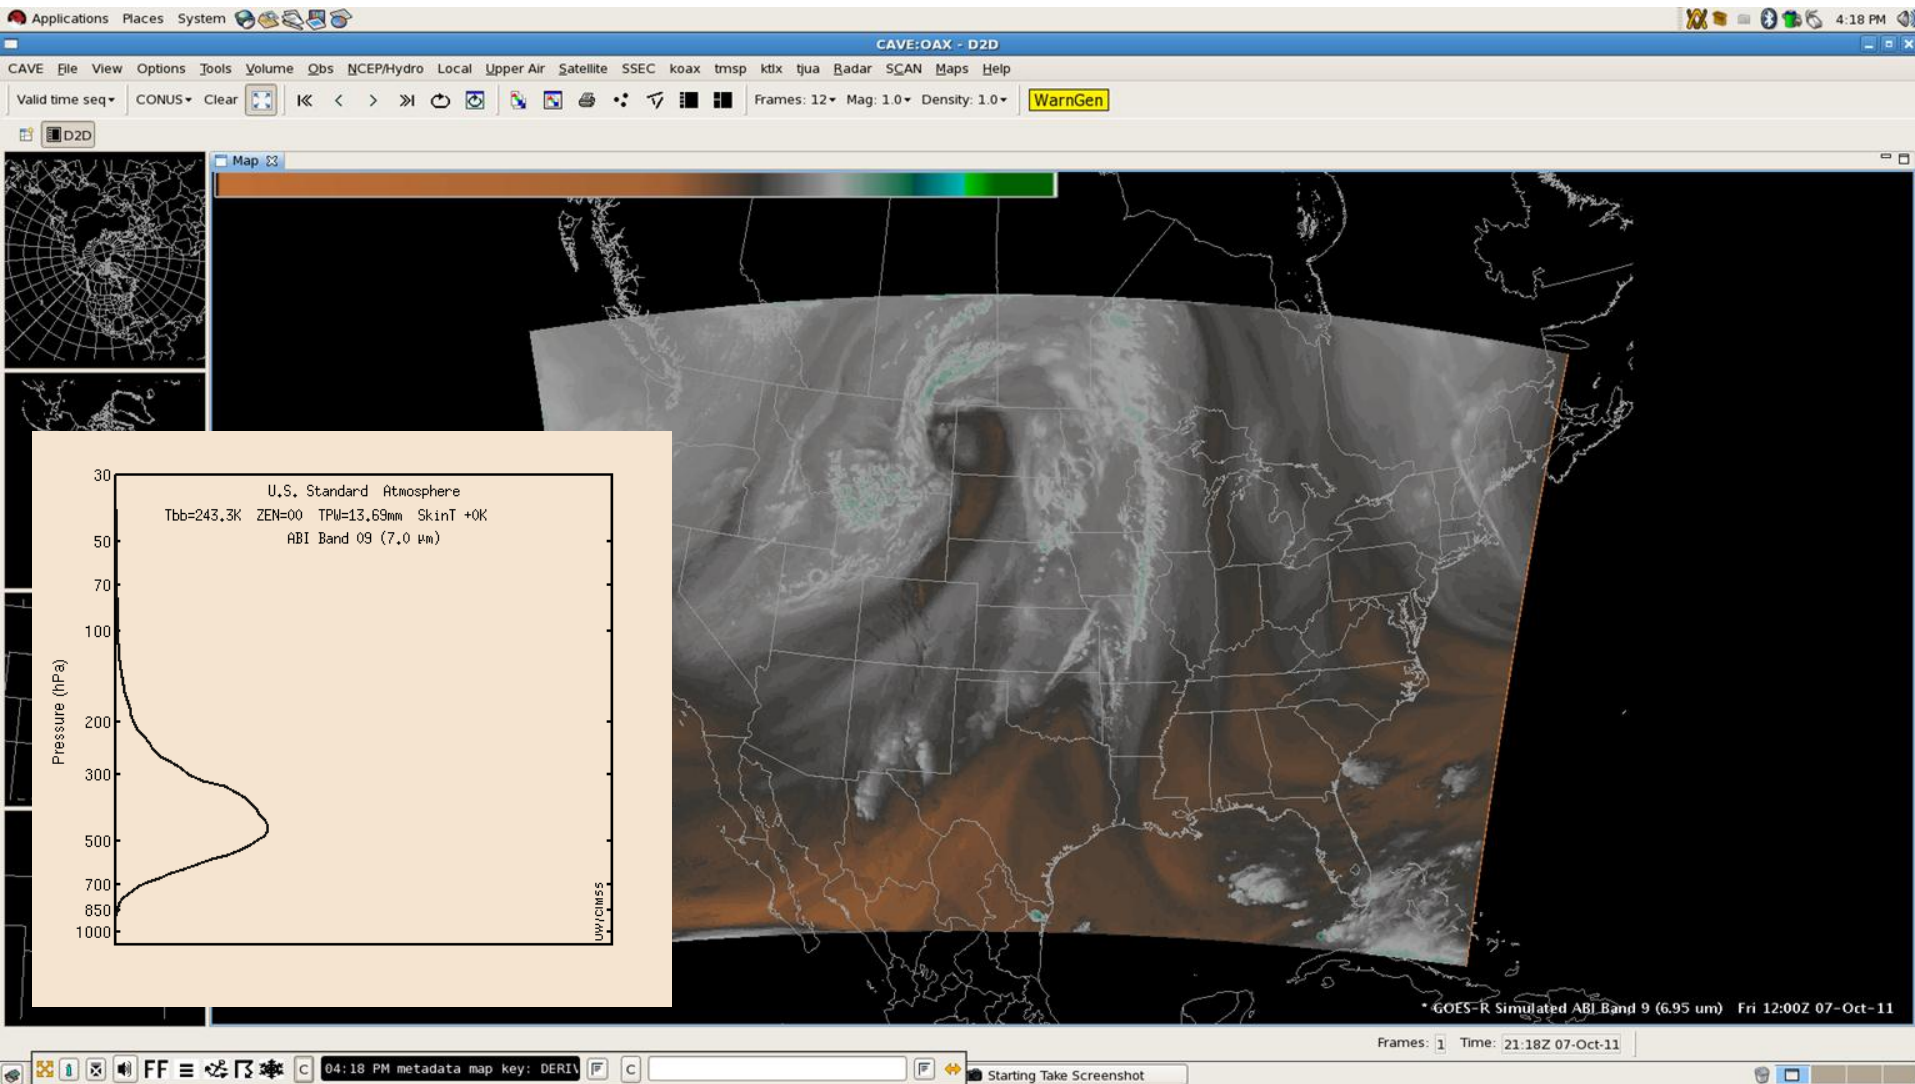 Applications Places System 4:18 PM
CAVE:OAX - D2D
CAVE File View Options Tools Volume Obs NCEP/Hydro Local Upper Air Satellite SSEC koax tmsp ktlx tjua Radar SCAN Maps Help
Valid time seq CONUS Clear Frames: 12 Mag: 1.0 Density: 1.0 WarnGen
D2D
Map
30
U.S. Standard Atmosphere
Tbb=243.3K ZEN=00 TPW=13.69mm SkinT +0K
ABI Band 09 (7.0 µm)
50
70
100
Pressure (hPa)
200
300
500
700
850
1000
UW/CIMSS
* GOES-R Simulated ABI Band 9 (6.95 um) Fri 12:00Z 07-Oct-11
Frames: 1 Time: 21:18Z 07-Oct-11
FF C 04:18 PM metadata map key: DERIV F C F
Starting Take Screenshot